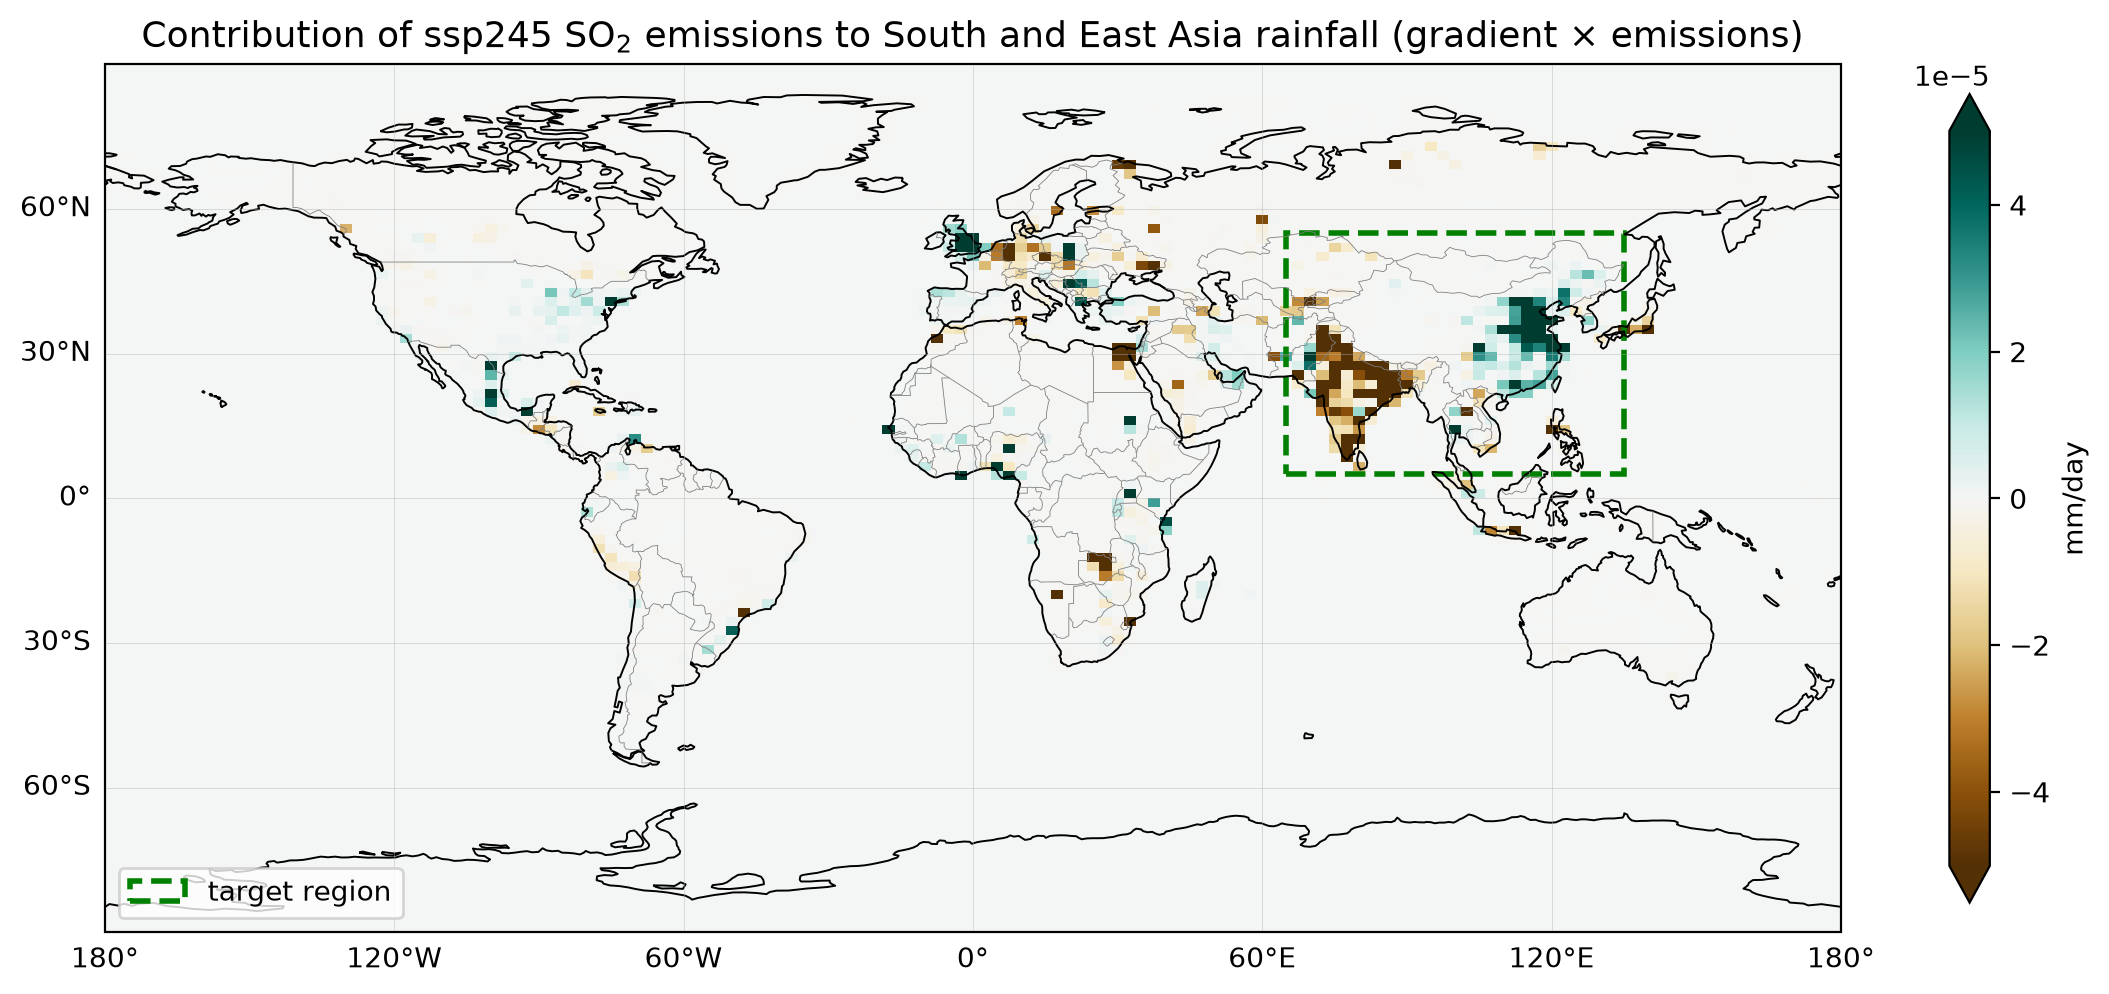 Contribution of ssp245 SO₂ emissions to South and East Asia rainfall (gradient × emissions)
1e−5
60°N
30°N
0°
30°S
60°S
4
2
0
−2
−4
mm/day
target region
180°
120°W
60°W
0°
60°E
120°E
180°